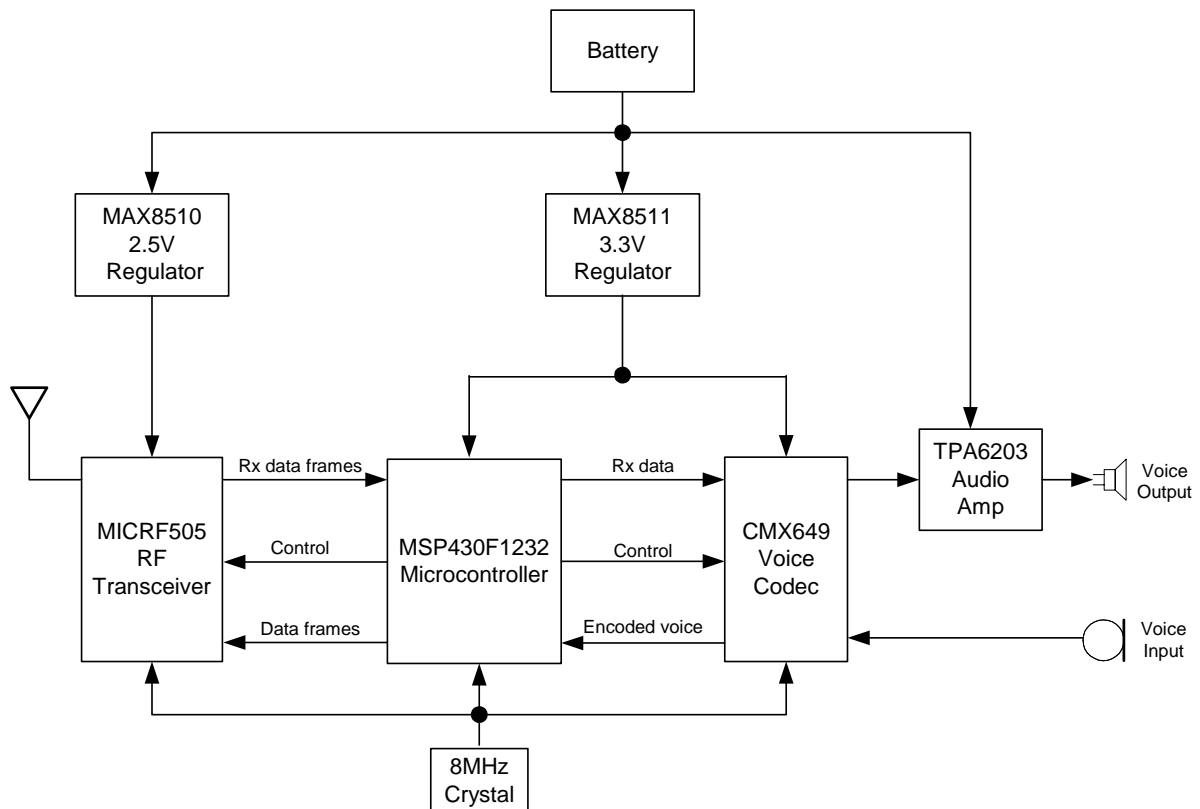 Battery
MAX8510
2.5V
Regulator
MAX8511
3.3V
Regulator
Rx data frames
Rx data
TPA6203
Audio
Amp
Voice
Output
MICRF505
RF
Transceiver
Control
MSP430F1232
Microcontroller
Control
CMX649
Voice
Codec
Data frames
Encoded voice
Voice
Input
8MHz
Crystal